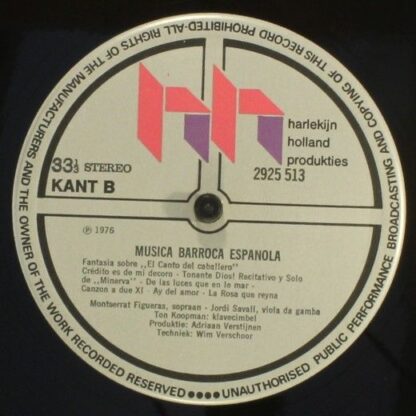 MANUFACTURERS AND THE OWNER OF THE WORK RECORDED RESERVED ●●●●● UNAUTHORISED PUBLIC PERFORMANCE BROADCASTING AND COPYING OF THIS RECORD PROHIBITED-ALL RIGHTS OF THE
hh
harlekijn
holland
produkties
2925 513
33⅓ STEREO
KANT B
℗ 1976
MUSICA BARROCA ESPANOLA
Fantasia sobre ,,El Canto del caballero''
Crédito es de mi decoro - Tonante Dios! Recitativo y Solo
de ,,Minerva'' - De las luces que en le mar -
Canzon a due XI - Ay del amor - La Rosa que reyna
Montserrat Figueras, sopraan - Jordi Savall, viola da gamba
Ton Koopman: klavecimbel
Produktie: Adriaan Verstijnen
Techniek: Wim Verschoor